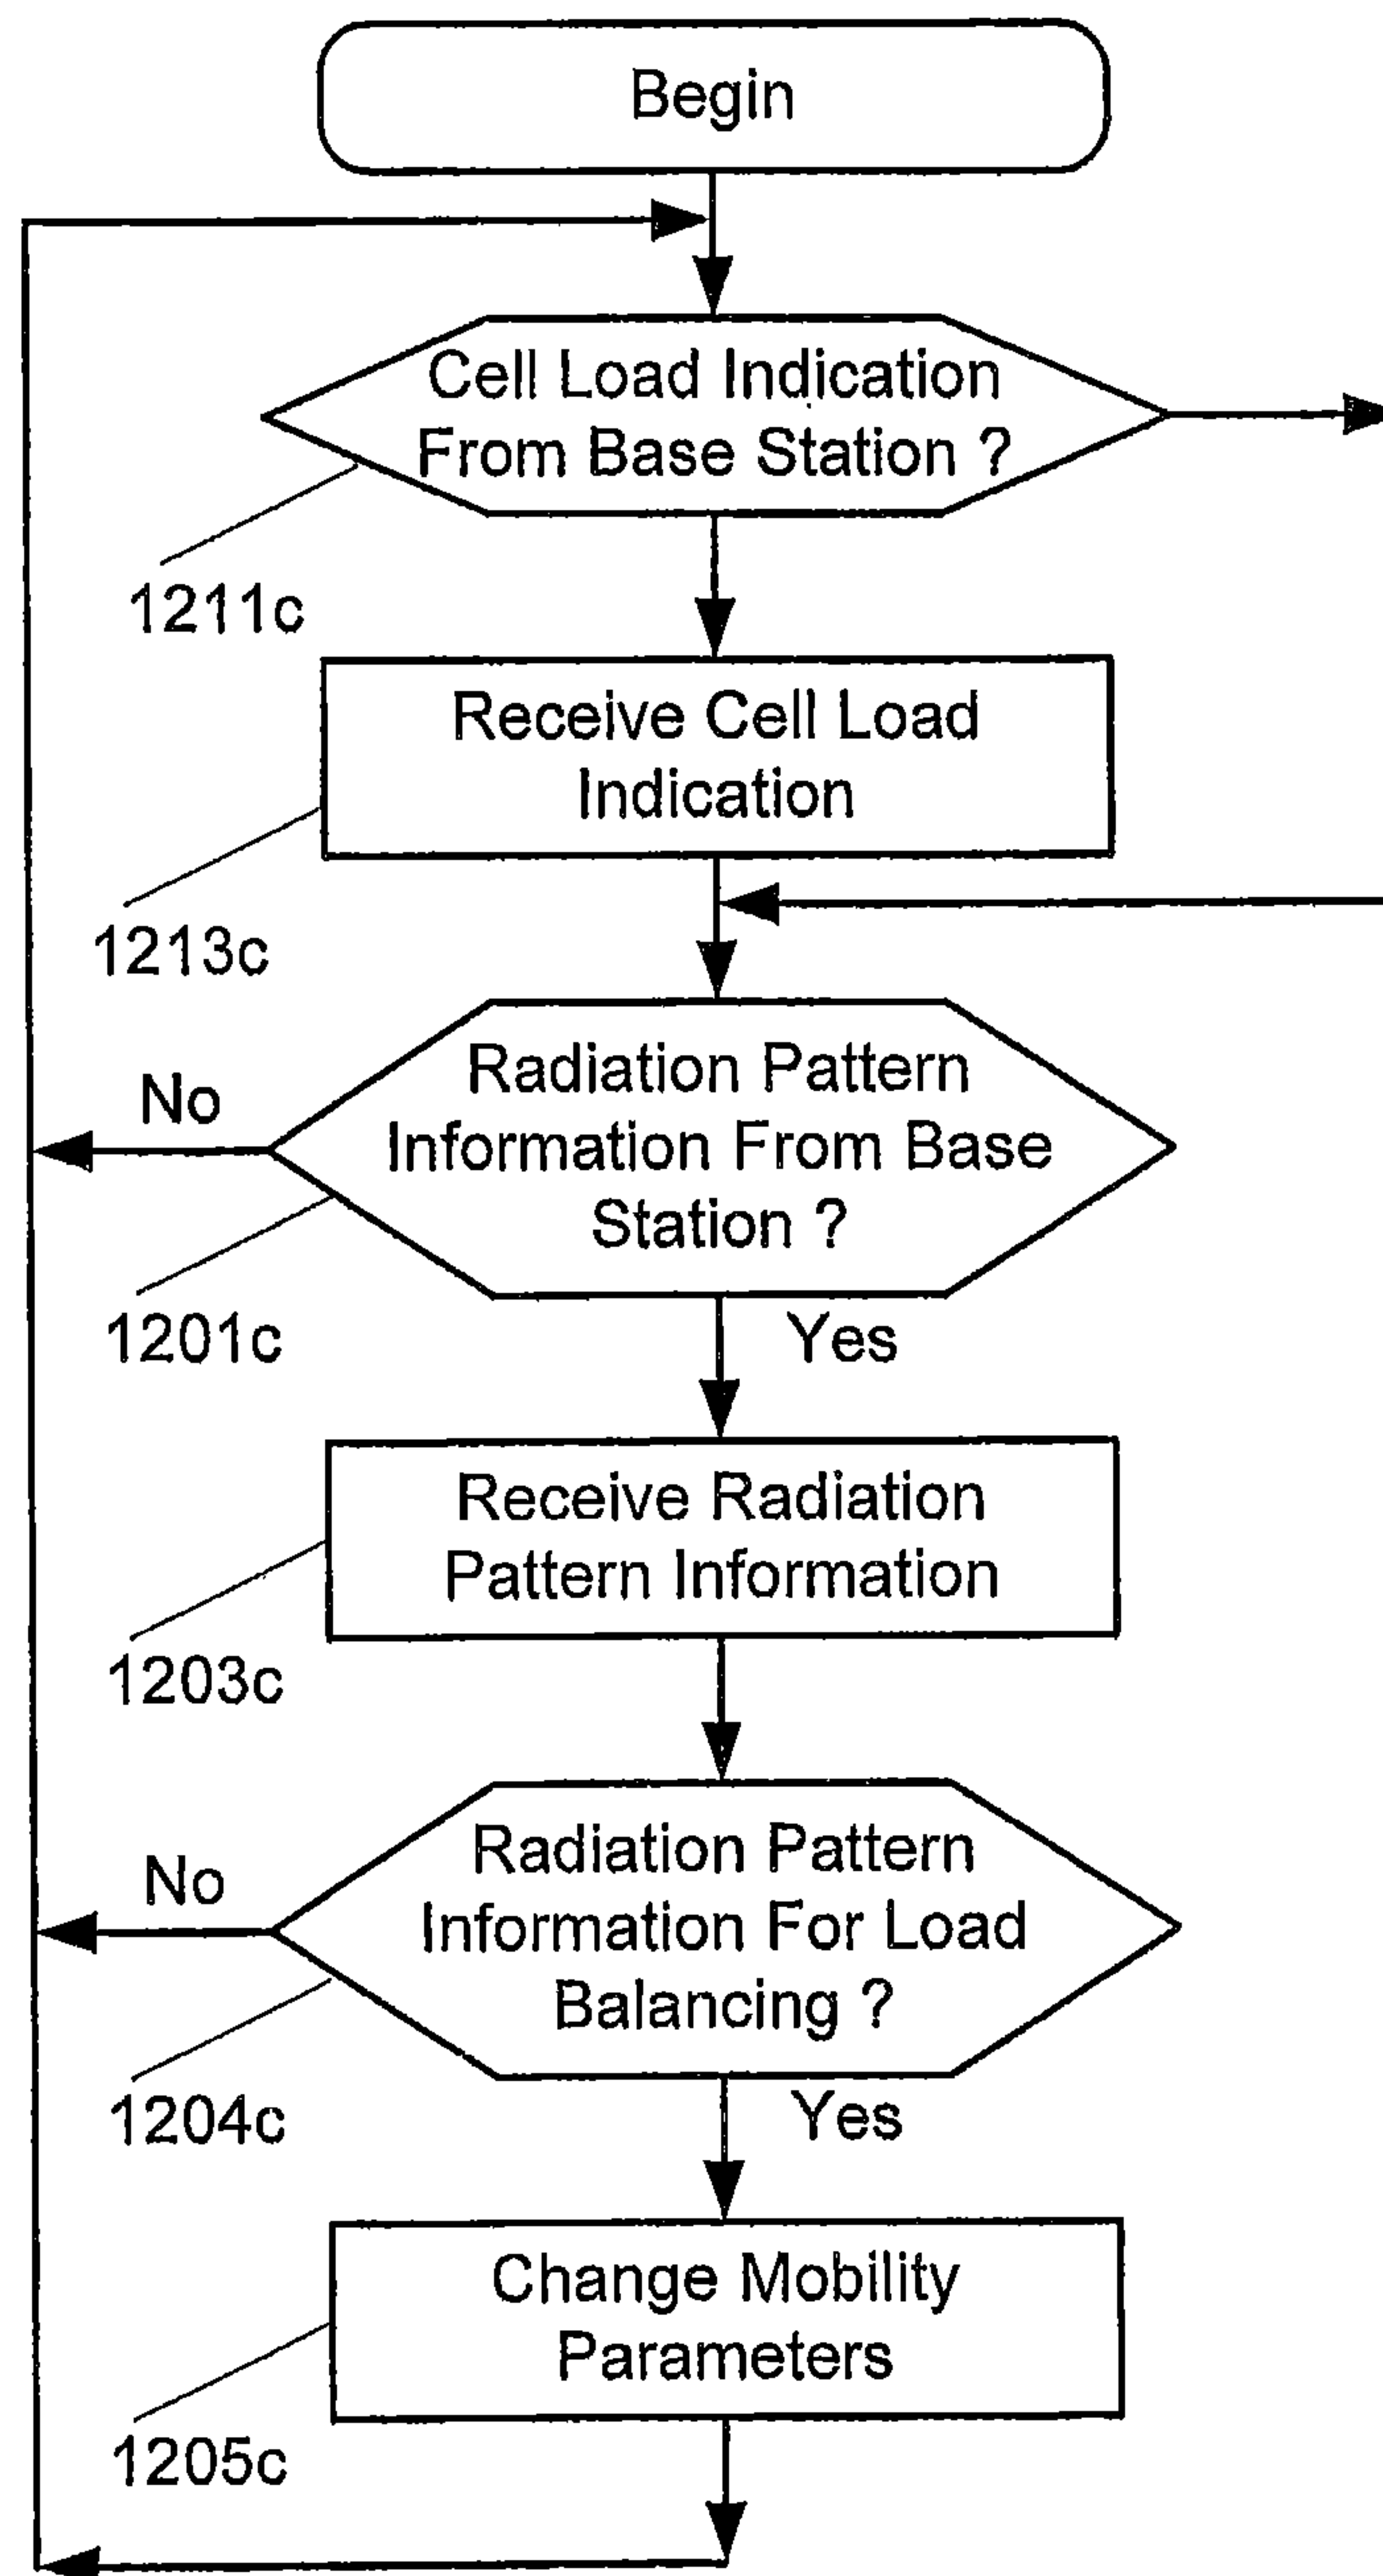 Begin
Cell Load Indication
From Base Station ?
1211c
Receive Cell Load
Indication
1213c
Radiation Pattern
Information From Base
Station ?
No
1201c
Yes
Receive Radiation
Pattern Information
1203c
Radiation Pattern
Information For Load
Balancing ?
No
1204c
Yes
Change Mobility
Parameters
1205c